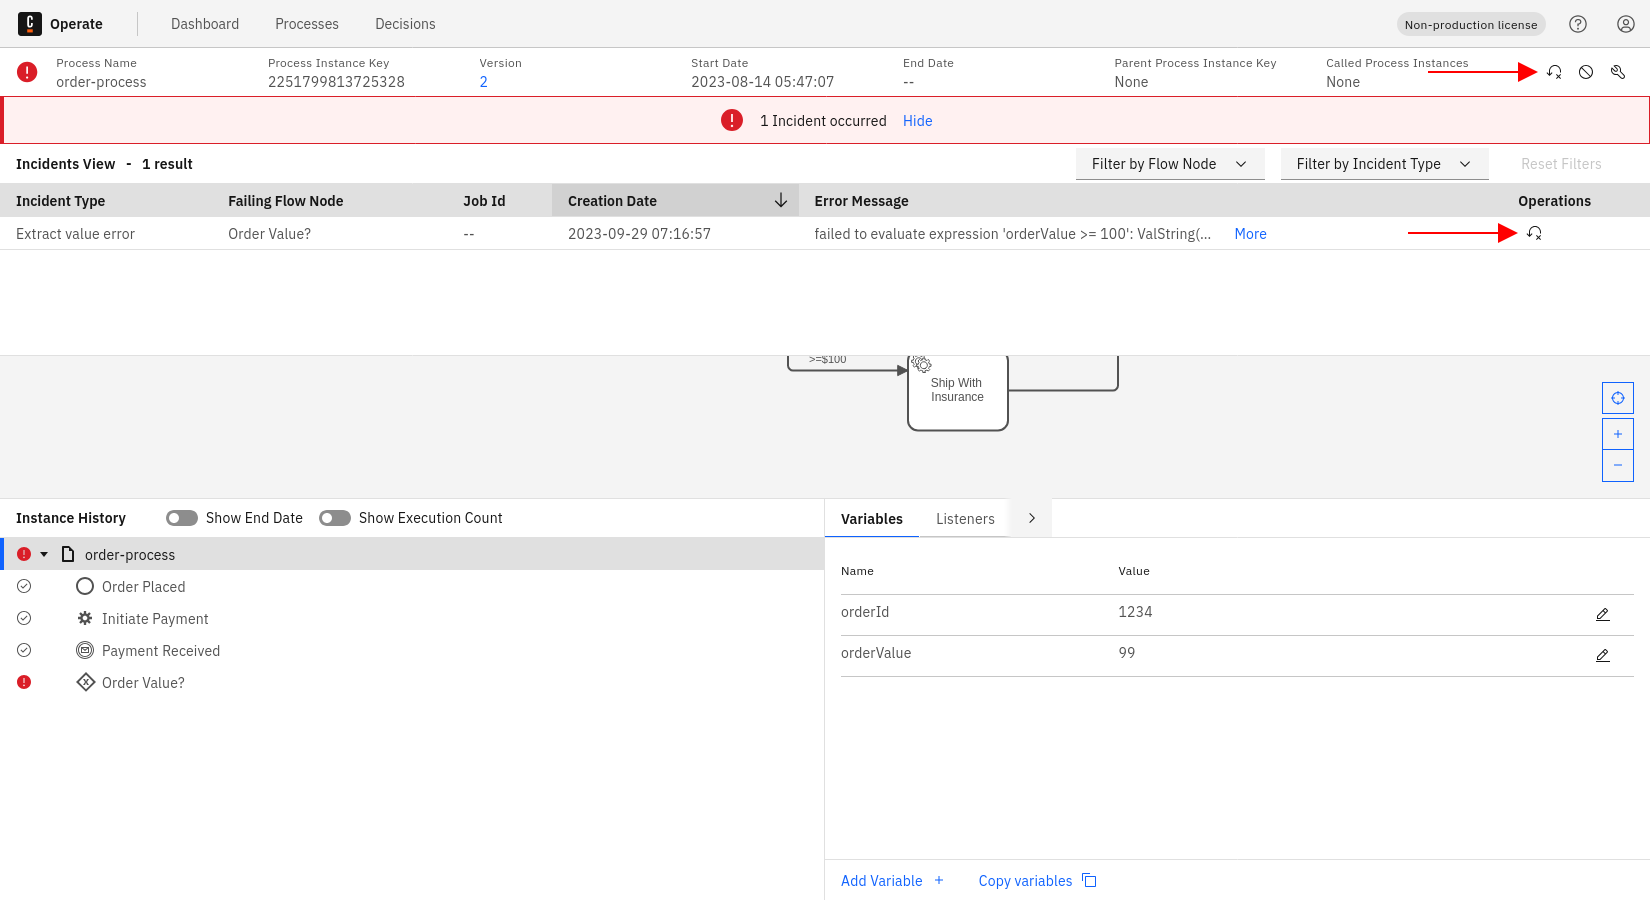 Operate Dashboard Processes Decisions Non-production license
Process Name Process Instance Key Version Start Date End Date Parent Process Instance Key Called Process Instances
order-process 2251799813725328 2 2023-08-14 05:47:07 -- None None
1 Incident occurred Hide
Incidents View - 1 result Filter by Flow Node Filter by Incident Type Reset Filters
Incident Type Failing Flow Node Job Id Creation Date Error Message Operations
Extract value error Order Value? -- 2023-09-29 07:16:57 failed to evaluate expression 'orderValue >= 100': ValString(... More
>=$100
Ship With
Insurance
+
−
Instance History Show End Date Show Execution Count
order-process
Order Placed
Initiate Payment
Payment Received
Order Value?
Variables Listeners
Name Value
orderId 1234
orderValue 99
Add Variable + Copy variables